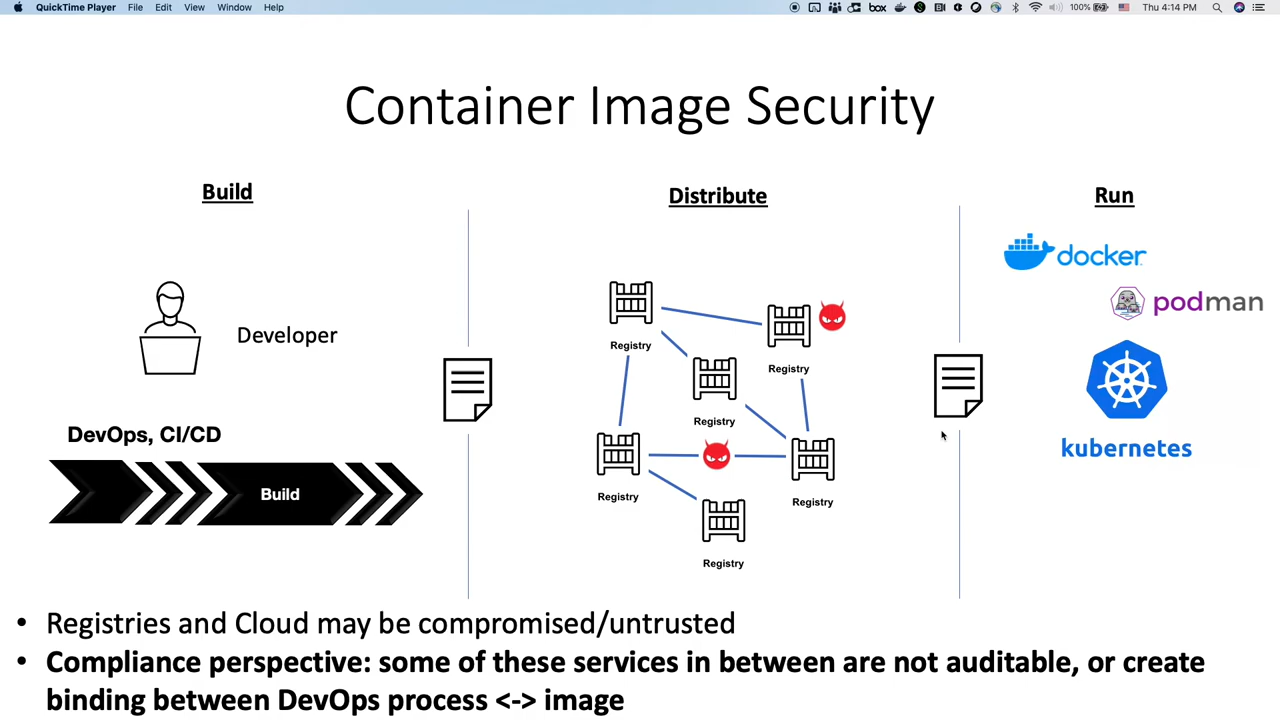 QuickTime Player File Edit View Window Help box 100% Thu 4:14 PM
Container Image Security
Build
Distribute
Run
docker
podman
Developer
Registry
Registry
Registry
DevOps, CI/CD
kubernetes
Build
Registry
Registry
Registry
• Registries and Cloud may be compromised/untrusted
• Compliance perspective: some of these services in between are not auditable, or create
binding between DevOps process <-> image